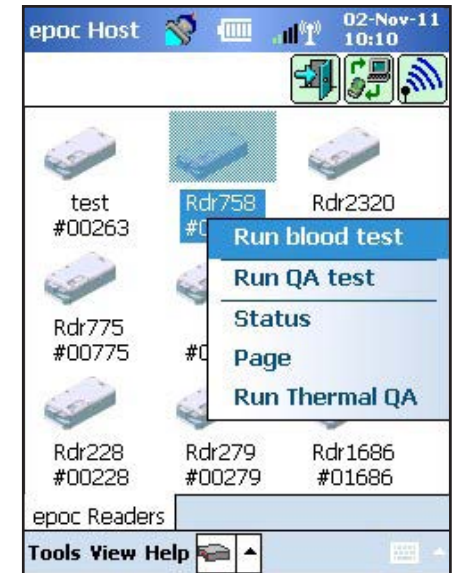 epoc Host
02-Nov-11
10:10
test
#00263
Rdr758
Rdr2320
Run blood test
Run QA test
Status
Page
Run Thermal QA
Rdr775
#00775
Rdr228
#00228
Rdr279
#00279
Rdr1686
#01686
epoc Readers
Tools View Help